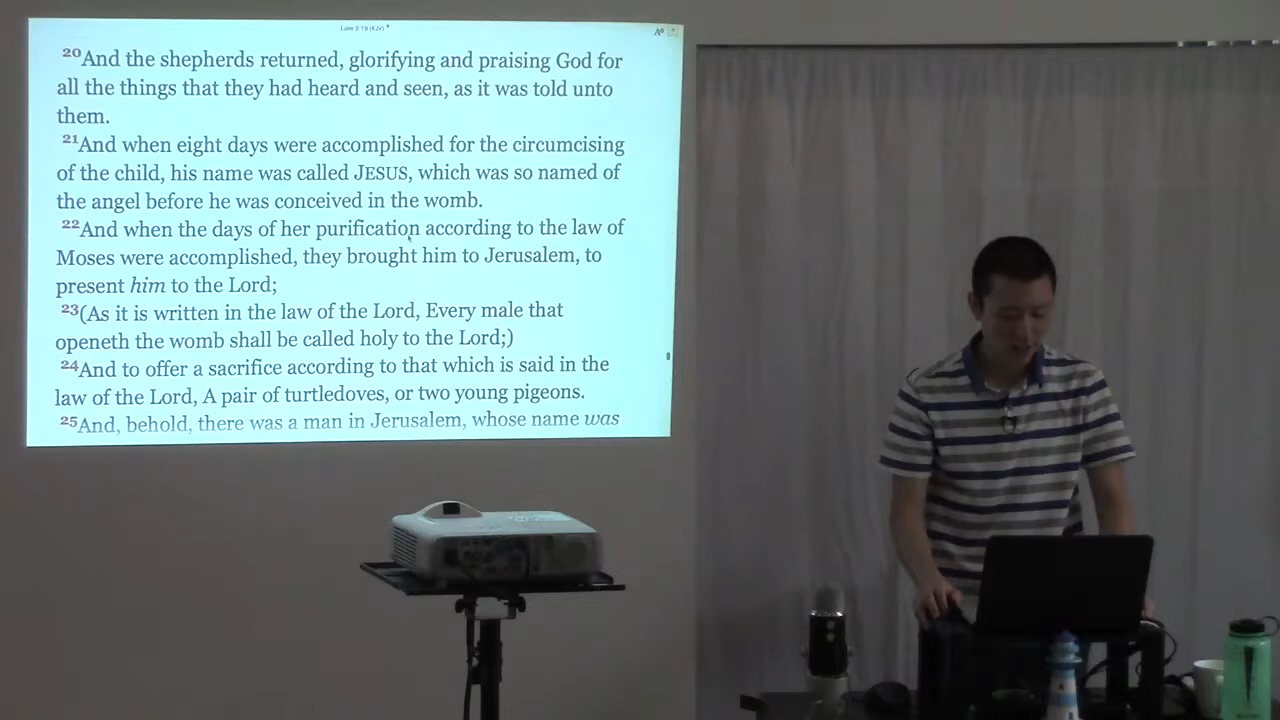 Luke 2:19 (KJV)
20And the shepherds returned, glorifying and praising God for
all the things that they had heard and seen, as it was told unto
them.
21And when eight days were accomplished for the circumcising
of the child, his name was called JESUS, which was so named of
the angel before he was conceived in the womb.
22And when the days of her purification according to the law of
Moses were accomplished, they brought him to Jerusalem, to
present him to the Lord;
23(As it is written in the law of the Lord, Every male that
openeth the womb shall be called holy to the Lord;)
24And to offer a sacrifice according to that which is said in the
law of the Lord, A pair of turtledoves, or two young pigeons.
25And, behold, there was a man in Jerusalem, whose name was